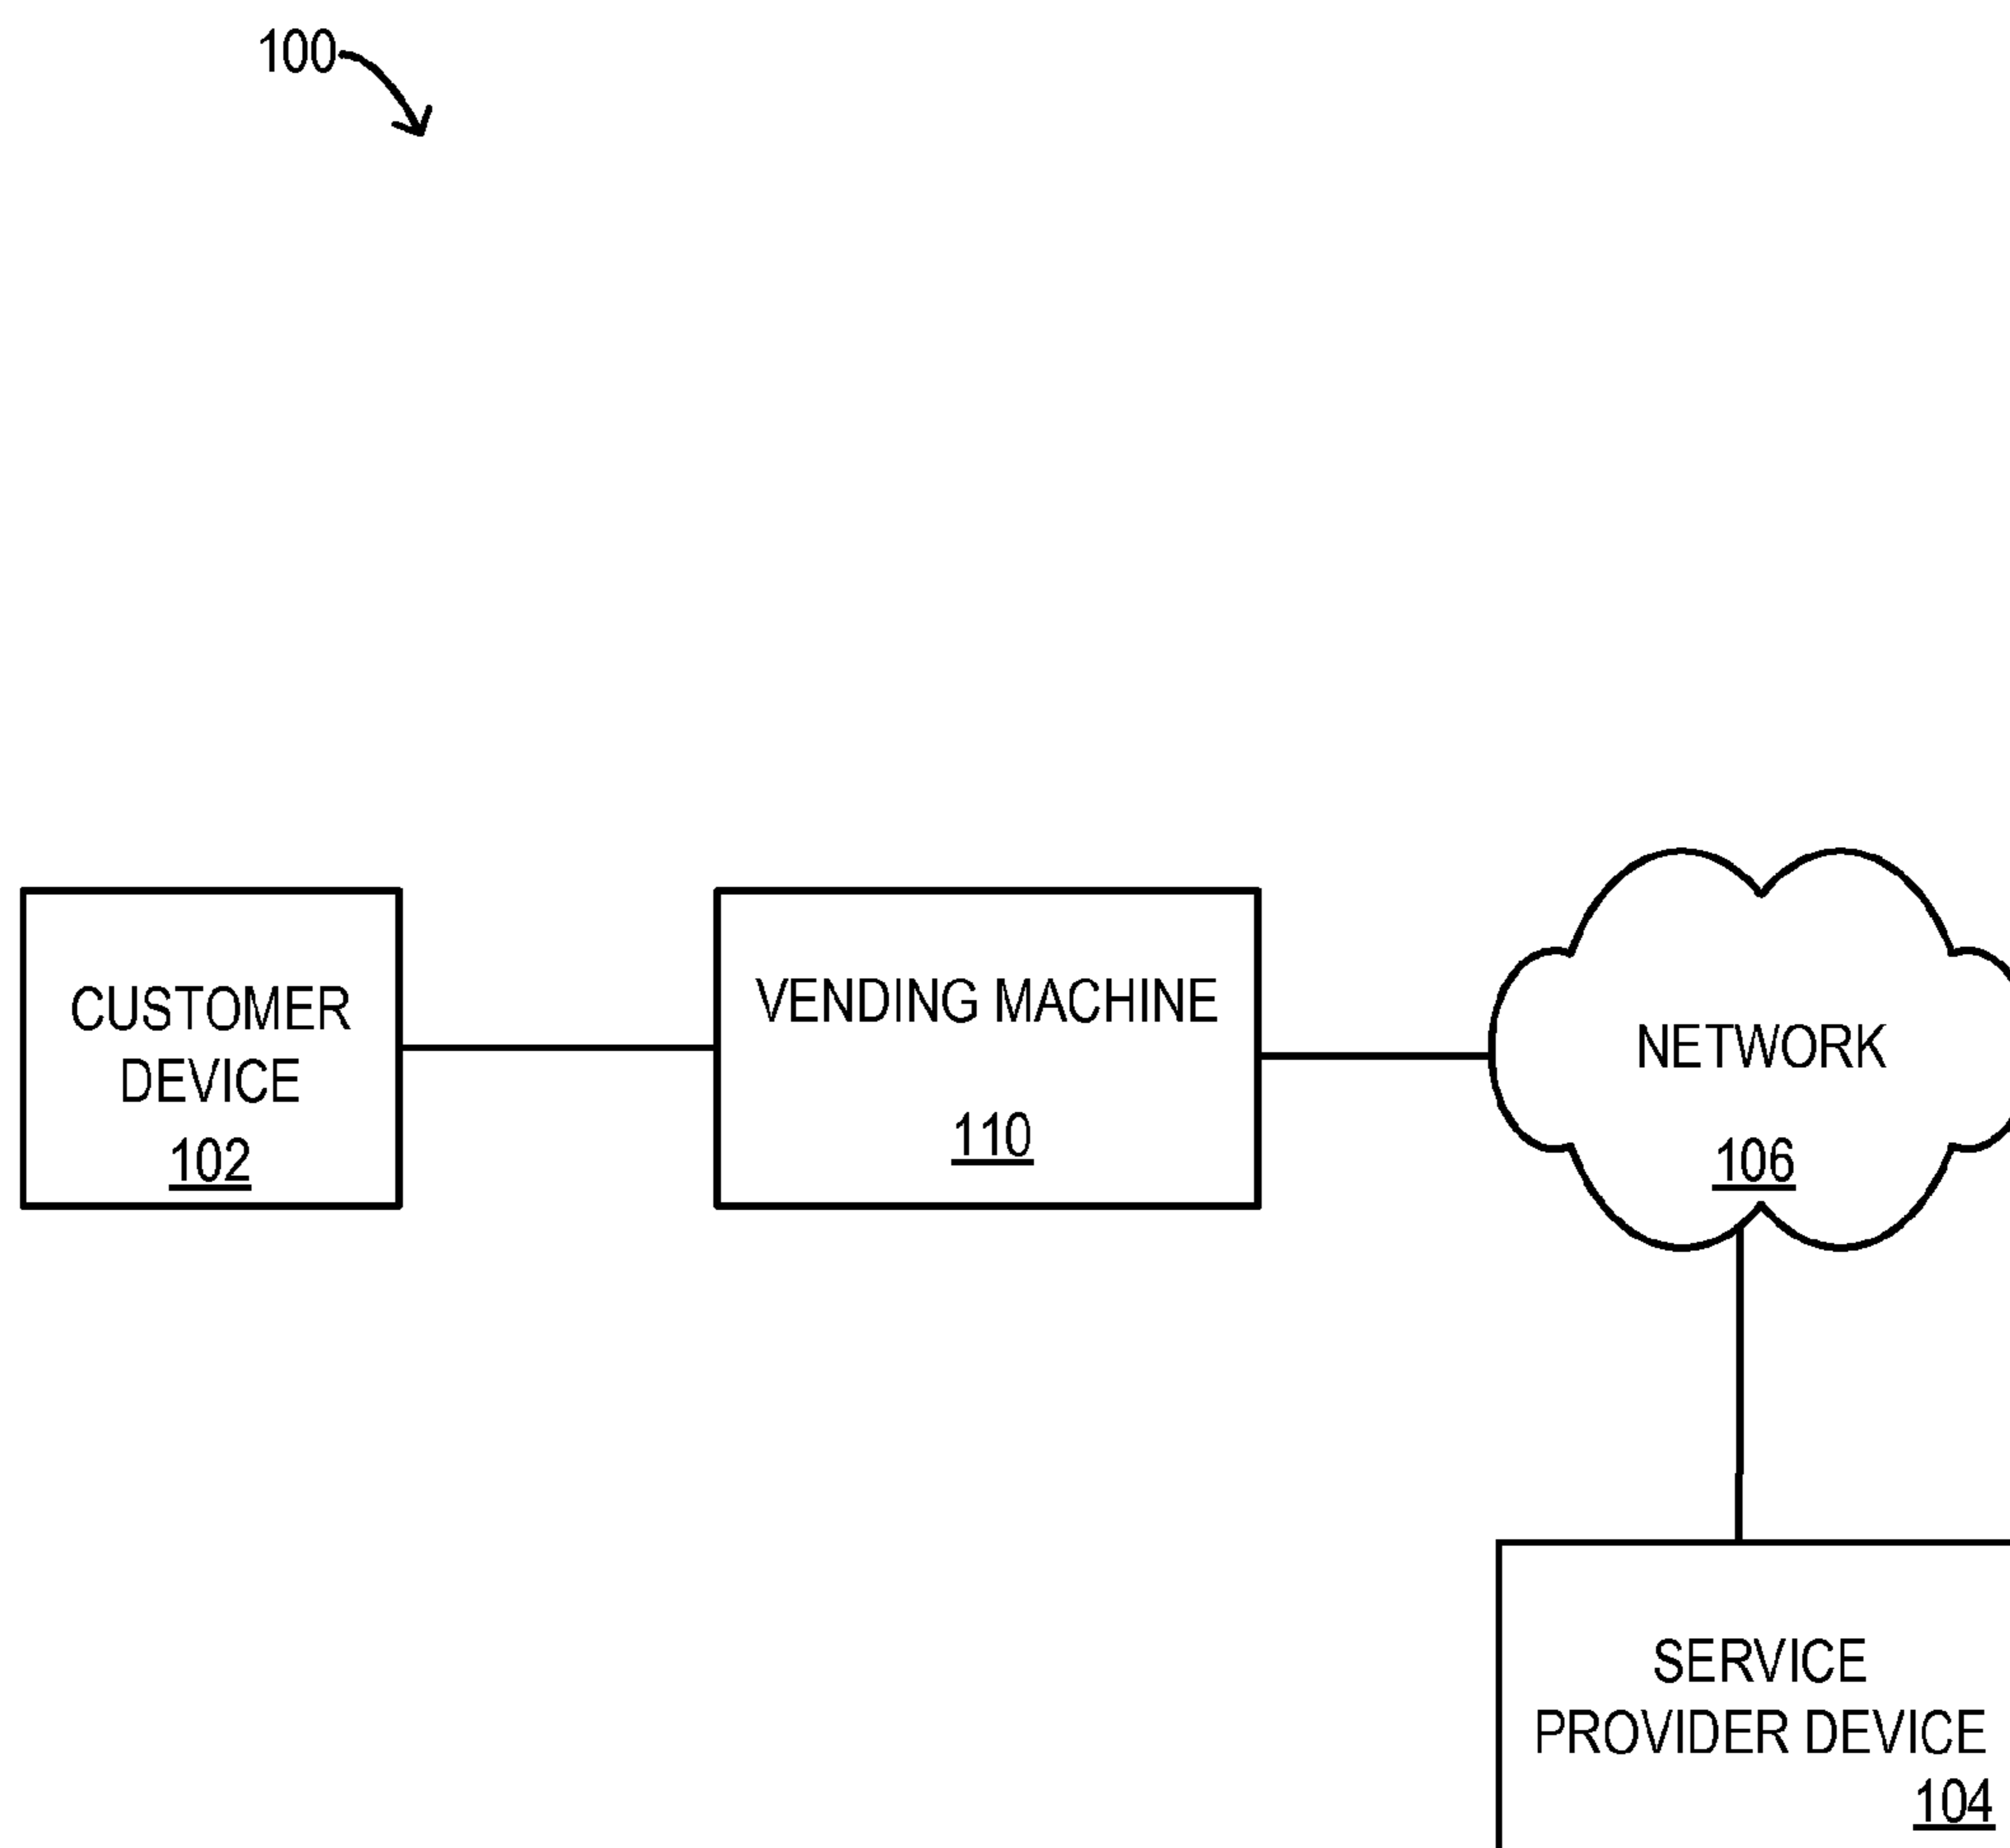 100
CUSTOMER
DEVICE
102
VENDING MACHINE
110
NETWORK
106
SERVICE
PROVIDER DEVICE
104